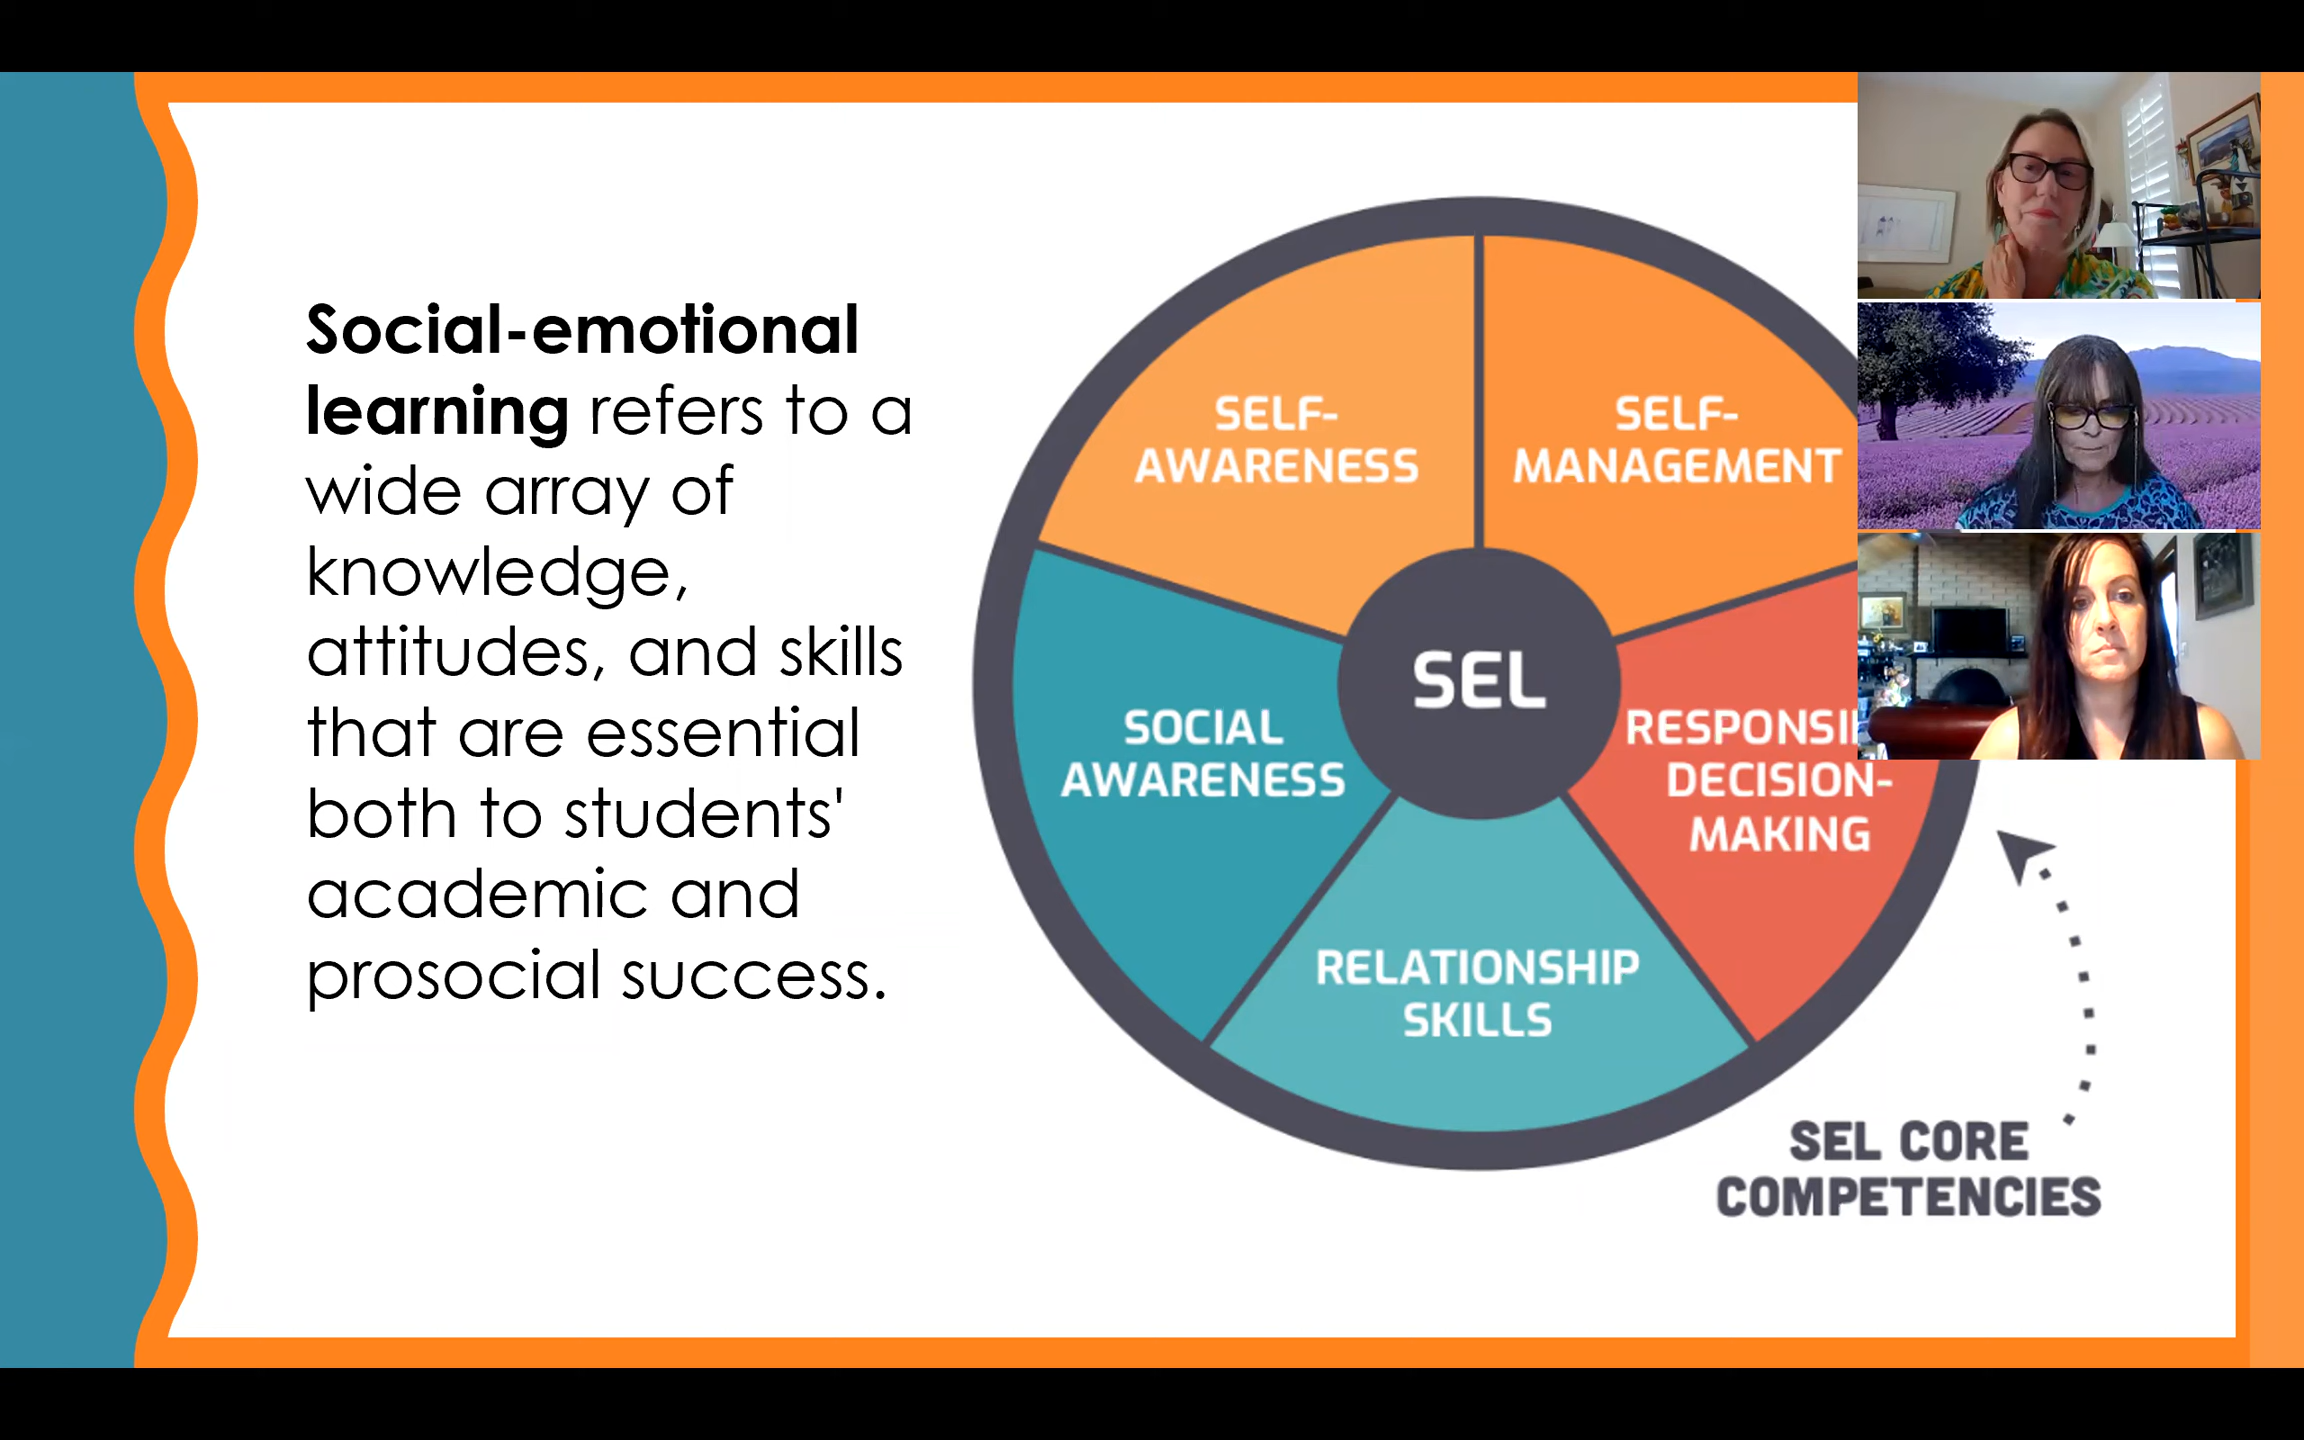 Social-emotional
learning refers to a
wide array of
knowledge,
attitudes, and skills
that are essential
both to students'
academic and
prosocial success.
SELF-
AWARENESS
SELF-
MANAGEMENT
SEL
SOCIAL
AWARENESS
DECISION-
MAKING
RELATIONSHIP
SKILLS
SEL CORE
COMPETENCIES